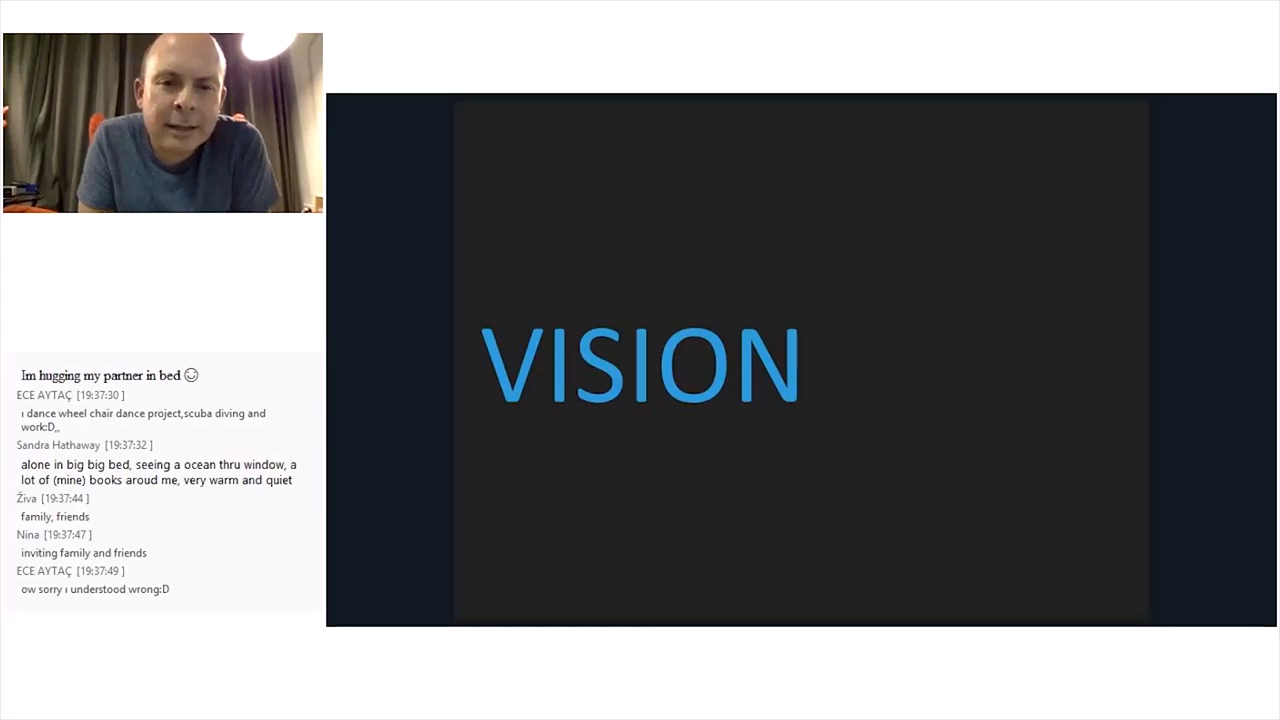 Im hugging my partner in bed ☺
ECE AYTAÇ [19:37:30 ]
ı dance wheel chair dance project,scuba diving and
work:D,,
Sandra Hathaway [19:37:32 ]
alone in big big bed, seeing a ocean thru window, a
lot of (mine) books aroud me, very warm and quiet
Živa [19:37:44 ]
family, friends
Nina [19:37:47 ]
inviting family and friends
ECE AYTAÇ [19:37:49 ]
ow sorry ı understood wrong:D
VISION